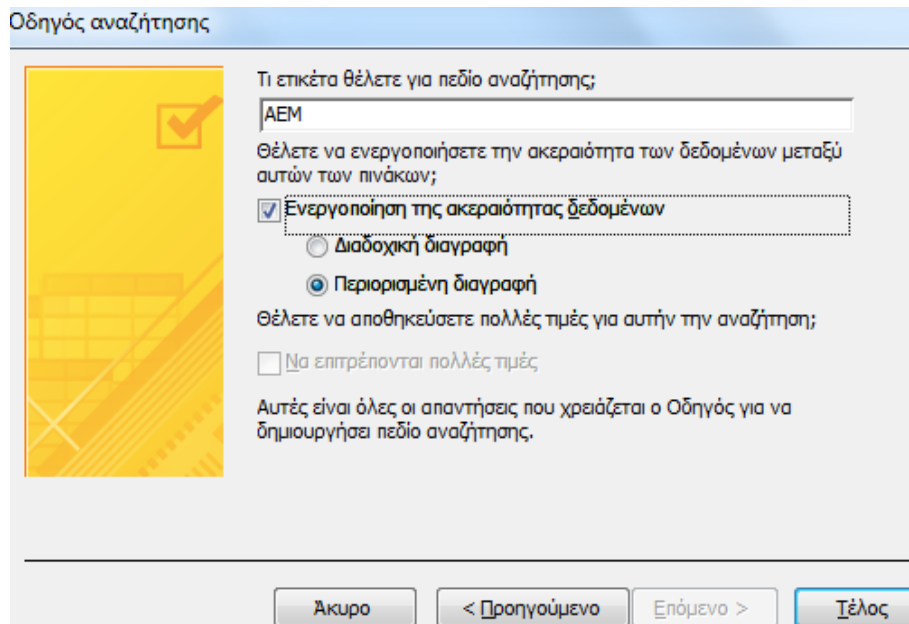 Οδηγός αναζήτησης
Τι ετικέτα θέλετε για πεδίο αναζήτησης;
ΑΕΜ
Θέλετε να ενεργοποιήσετε την ακεραιότητα των δεδομένων μεταξύ
αυτών των πινάκων;
Ενεργοποίηση της ακεραιότητας δεδομένων
Διαδοχική διαγραφή
Περιορισμένη διαγραφή
Θέλετε να αποθηκεύσετε πολλές τιμές για αυτήν την αναζήτηση;
Να επιτρέπονται πολλές τιμές
Αυτές είναι όλες οι απαντήσεις που χρειάζεται ο Οδηγός για να
δημιουργήσει πεδίο αναζήτησης.
Άκυρο < Προηγούμενο Επόμενο > Τέλος